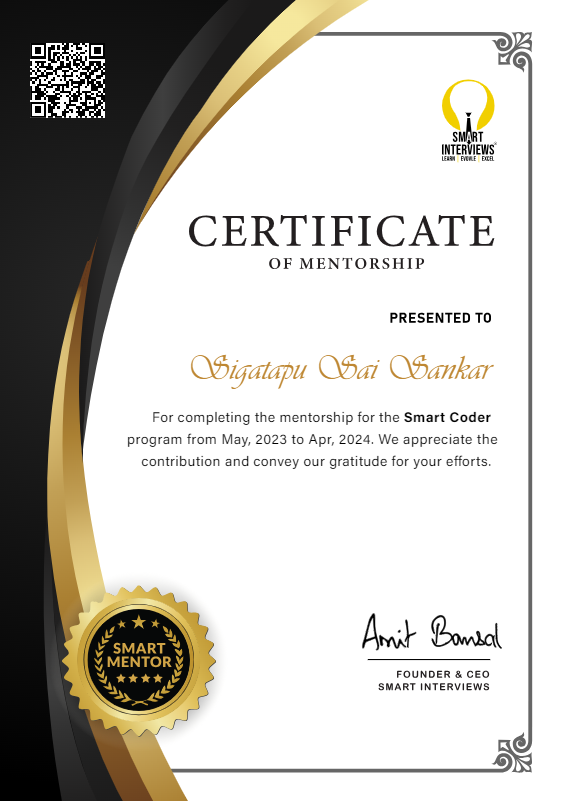 SMART
INTERVIEWS
LEARN | EVOLVE | EXCEL
CERTIFICATE
OF MENTORSHIP
PRESENTED TO
Sigatapu Sai Sankar
For completing the mentorship for the Smart Coder
program from May, 2023 to Apr, 2024. We appreciate the
contribution and convey our gratitude for your efforts.
SMART
MENTOR
Amit Bansal
FOUNDER & CEO
SMART INTERVIEWS